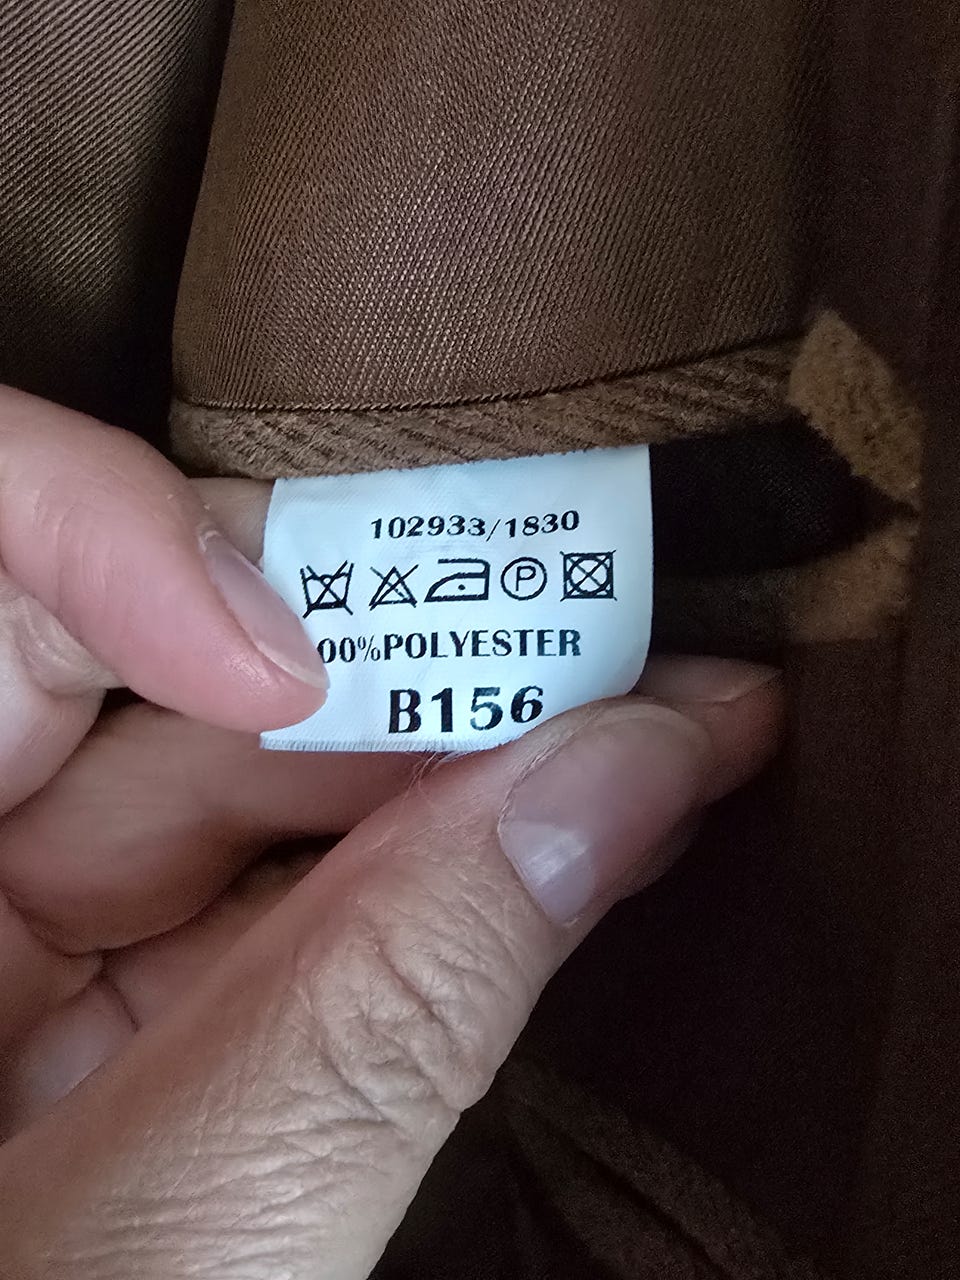 102933/1830
P
00%POLYESTER
B156